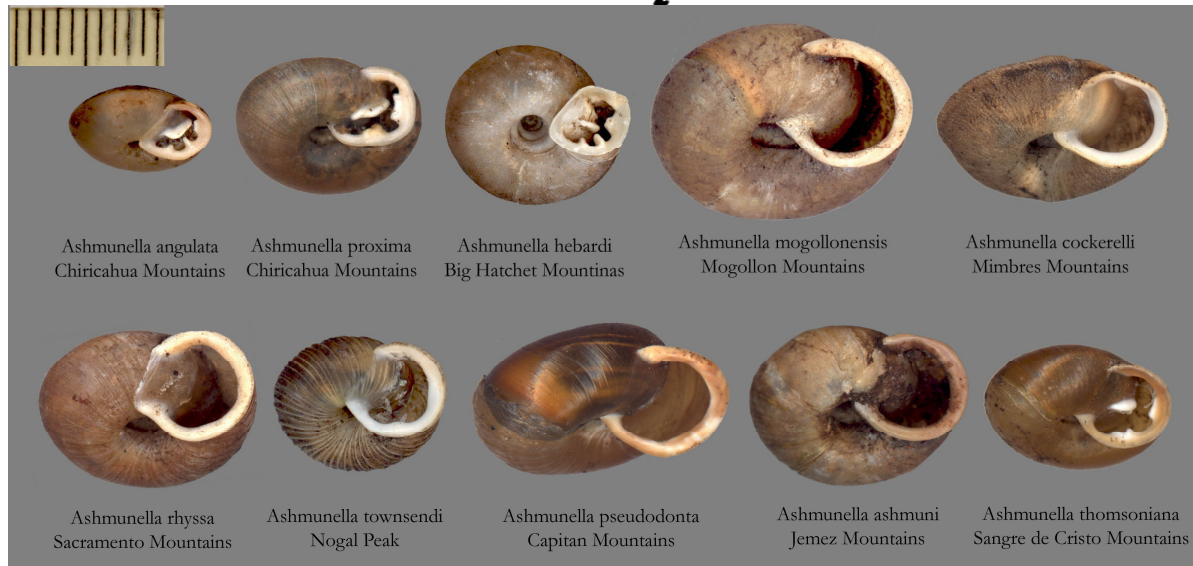 Ashmunella angulata
Chiricahua Mountains
Ashmunella proxima
Chiricahua Mountains
Ashmunella hebardi
Big Hatchet Mountinas
Ashmunella mogollonensis
Mogollon Mountains
Ashmunella cockerelli
Mimbres Mountains
Ashmunella rhyssa
Sacramento Mountains
Ashmunella townsendi
Nogal Peak
Ashmunella pseudodonta
Capitan Mountains
Ashmunella ashmuni
Jemez Mountains
Ashmunella thomsoniana
Sangre de Cristo Mountains